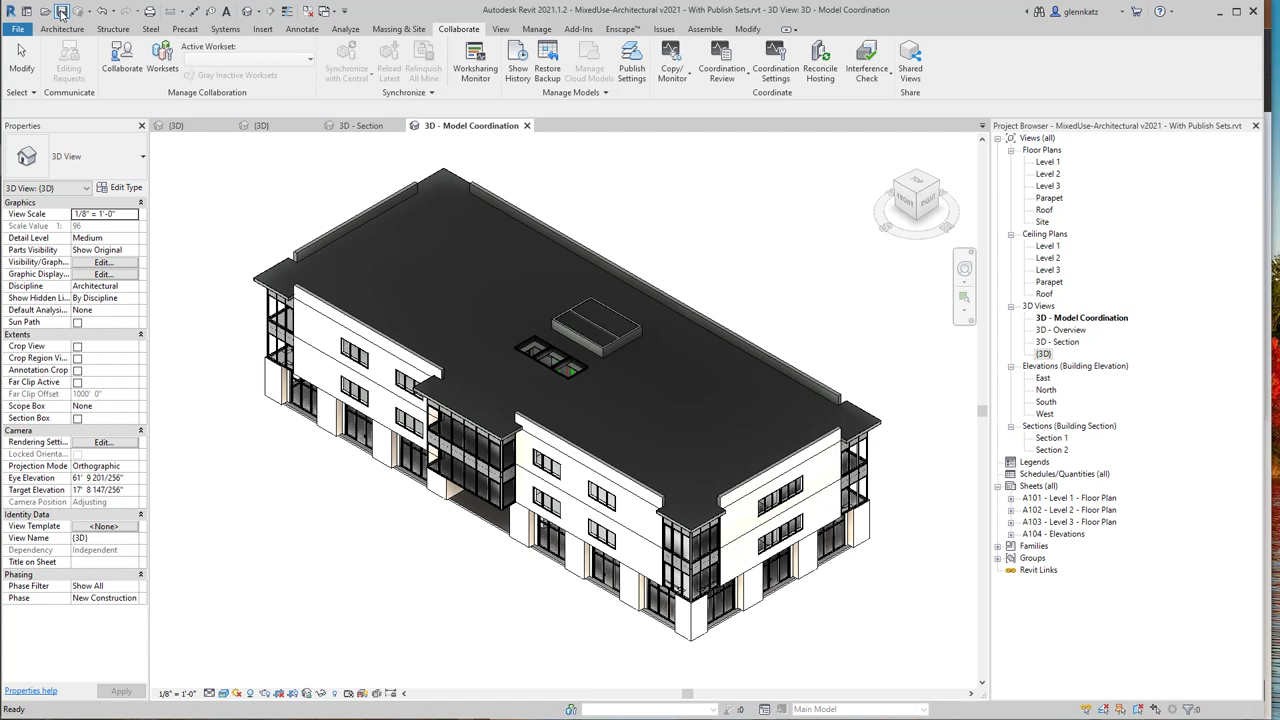 Autodesk Revit 2021.1.2 - MixedUse-Architectural v2021 - With Publish Sets.rvt - 3D View: 3D - Model Coordination
glennkatz
File Architecture Structure Steel Precast Systems Insert Annotate Analyze Massing & Site Collaborate View Manage Add-Ins Enscape™ Issues Assemble Modify
Modify
Editing Requests
Collaborate
Worksets
Active Workset:
Gray Inactive Worksets
Synchronize with Central
Reload Latest
Relinquish All Mine
Worksharing Monitor
Show History
Restore Backup
Manage Cloud Models
Publish Settings
Copy/ Monitor
Coordination Review
Coordination Settings
Reconcile Hosting
Interference Check
Shared Views
Select Communicate Manage Collaboration Synchronize Manage Models Coordinate Share
Properties
{3D} {3D} 3D - Section 3D - Model Coordination
Project Browser - MixedUse-Architectural v2021 - With Publish Sets.rvt
3D View
3D View: {3D} Edit Type
Graphics
View Scale 1/8" = 1'-0"
Scale Value 1: 96
Detail Level Medium
Parts Visibility Show Original
Visibility/Graph... Edit...
Graphic Display... Edit...
Discipline Architectural
Show Hidden Li... By Discipline
Default Analysi... None
Sun Path
Extents
Crop View
Crop Region Vi...
Annotation Crop
Far Clip Active
Far Clip Offset 1000' 0"
Scope Box None
Section Box
Camera
Rendering Setti... Edit...
Locked Orienta...
Projection Mode Orthographic
Eye Elevation 61' 9 201/256"
Target Elevation 17' 8 147/256"
Camera Position Adjusting
Identity Data
View Template <None>
View Name {3D}
Dependency Independent
Title on Sheet
Phasing
Phase Filter Show All
Phase New Construction
Properties help Apply
TOP
FRONT
RIGHT
Views (all)
Floor Plans
Level 1
Level 2
Level 3
Parapet
Roof
Site
Ceiling Plans
Level 1
Level 2
Level 3
Parapet
Roof
3D Views
3D - Model Coordination
3D - Overview
3D - Section
{3D}
Elevations (Building Elevation)
East
North
South
West
Sections (Building Section)
Section 1
Section 2
Legends
Schedules/Quantities (all)
Sheets (all)
A101 - Level 1 - Floor Plan
A102 - Level 2 - Floor Plan
A103 - Level 3 - Floor Plan
A104 - Elevations
Families
Groups
Revit Links
1/8" = 1'-0"
Ready
:0
Main Model
:0